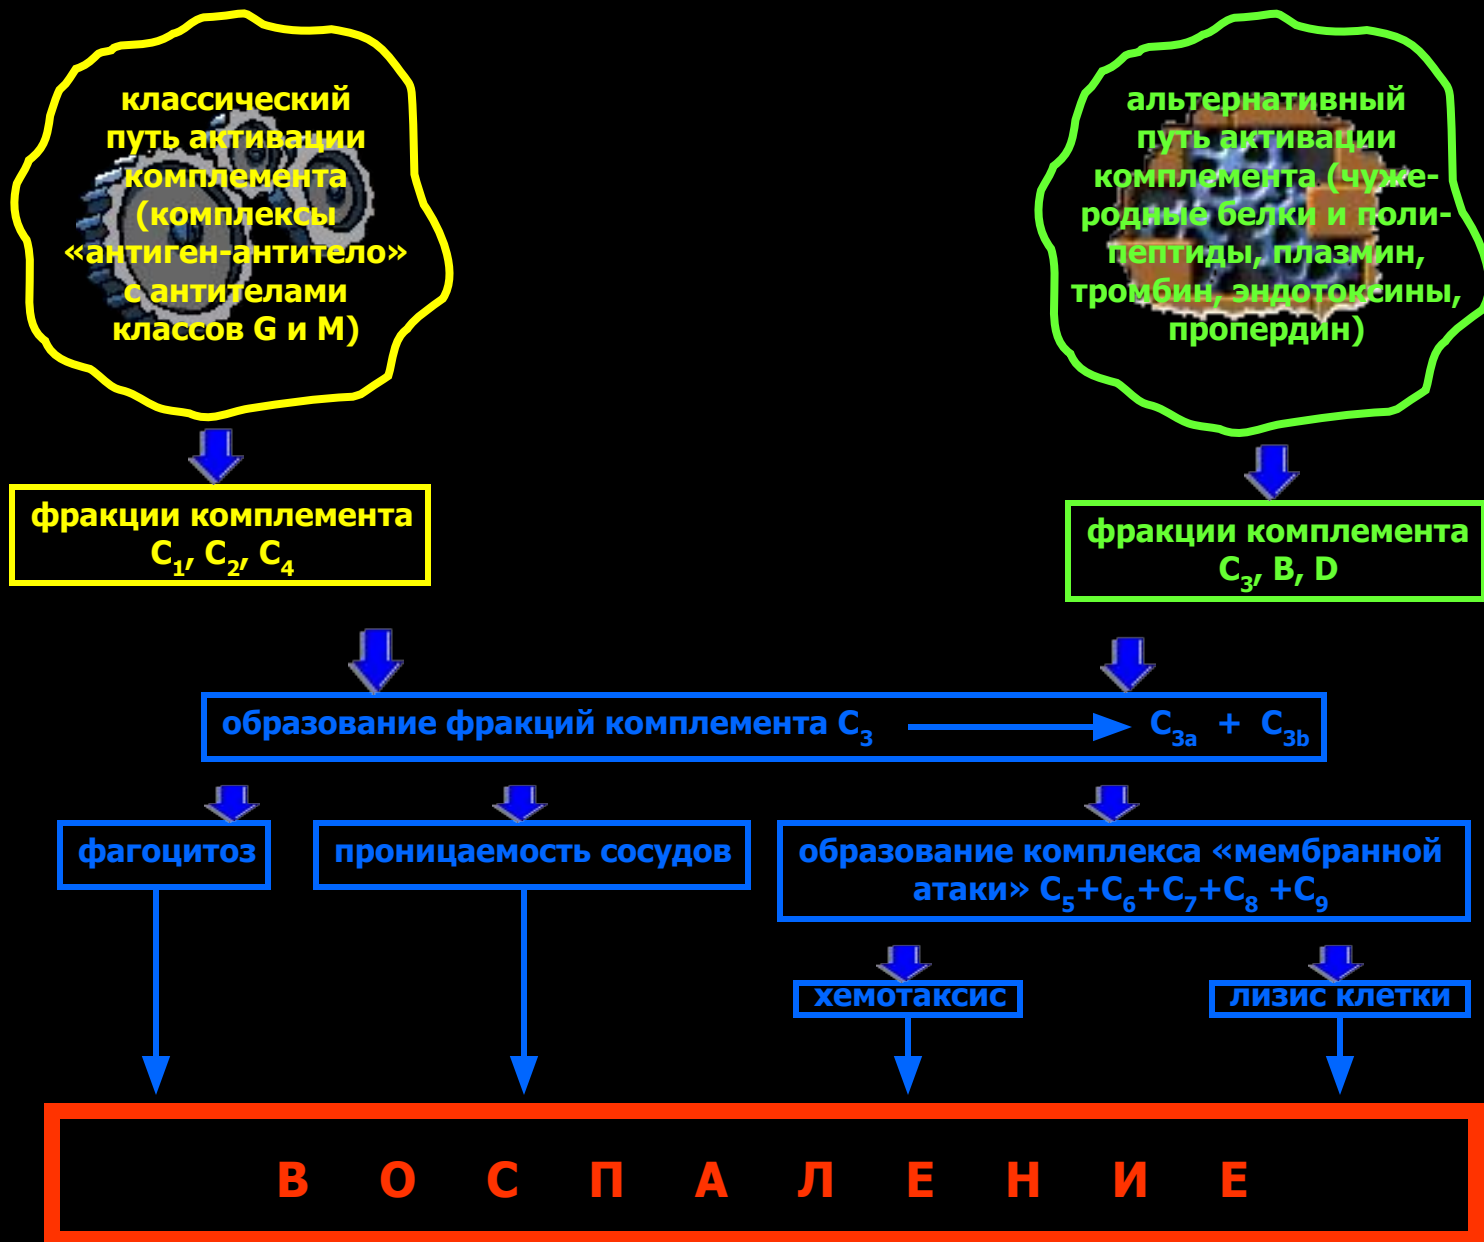 классический
путь активации
комплемента
(комплексы
«антиген-антитело»
с антителами
классов G и M)
альтернативный
путь активации
комплемента (чуже-
родные белки и поли-
пептиды, плазмин,
тромбин, эндотоксины,
пропердин)
фракции комплемента
C₁, C₂, C₄
фракции комплемента
C₃, B, D
образование фракций комплемента C₃ → C₃ₐ + C₃b
фагоцитоз
проницаемость сосудов
образование комплекса «мембранной
атаки» C₅+C₆+C₇+C₈ +C₉
хемотаксис
лизис клетки
В О С П А Л Е Н И Е